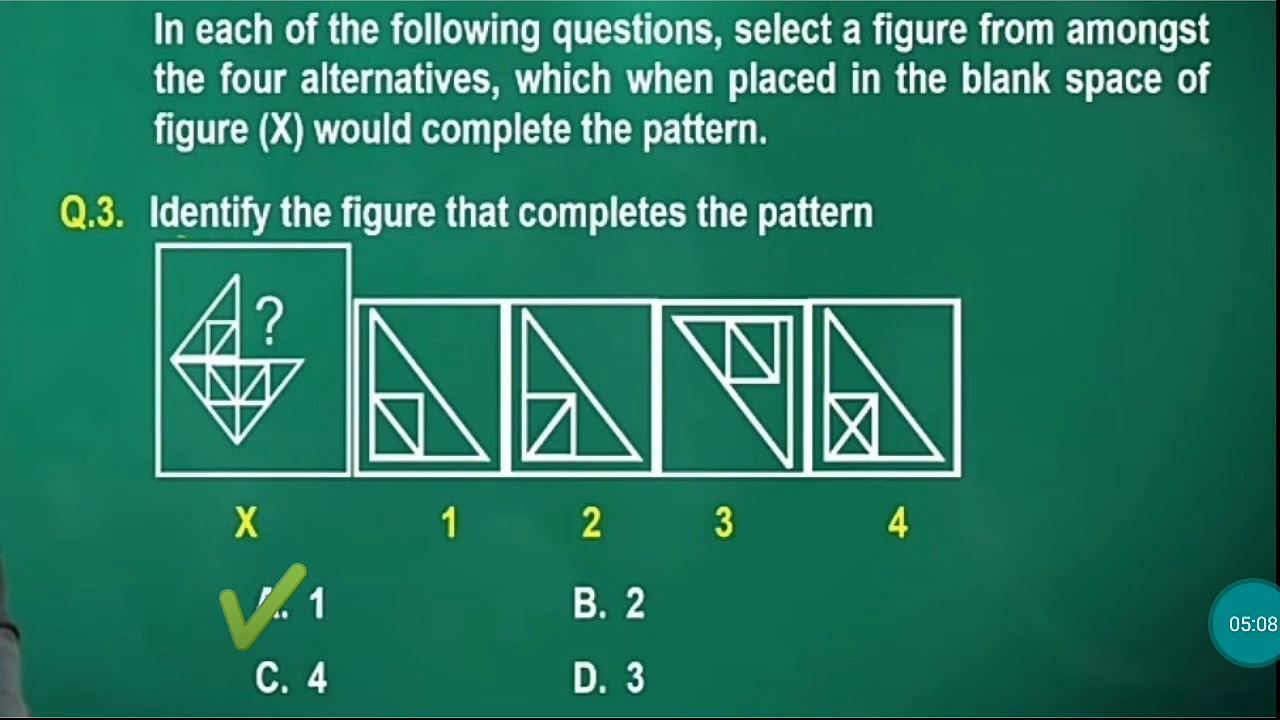 In each of the following questions, select a figure from amongst
the four alternatives, which when placed in the blank space of
figure (X) would complete the pattern.
Q.3. Identify the figure that completes the pattern
?
X 1 2 3 4
A. 1 B. 2
C. 4 D. 3
05:08